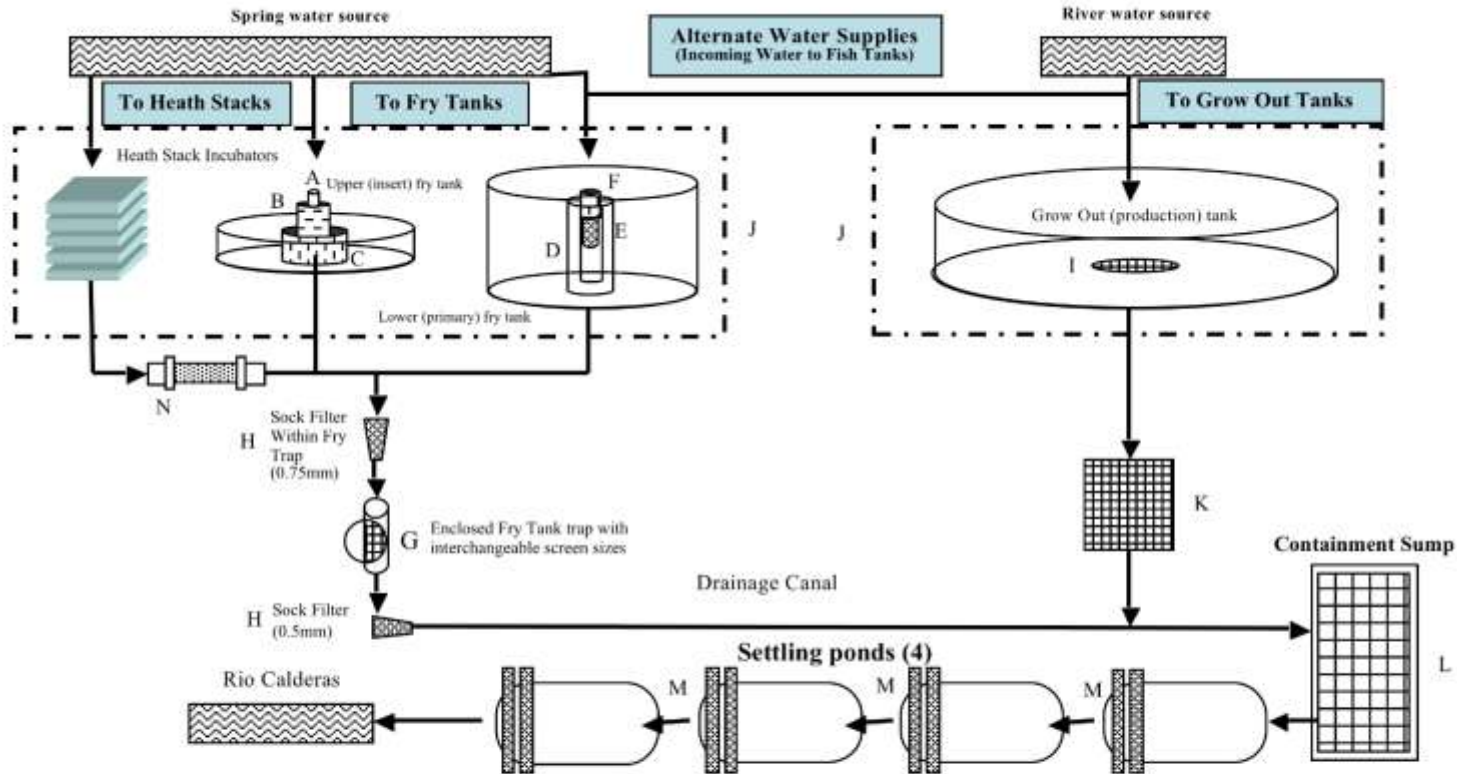 Spring water source
River water source
Alternate Water Supplies
(Incoming Water to Fish Tanks)
To Heath Stacks
To Fry Tanks
To Grow Out Tanks
Heath Stack Incubators
A
Upper (insert) fry tank
B
C
F
E
D
J
J
Grow Out (production) tank
I
Lower (primary) fry tank
N
H
Sock Filter
Within Fry
Trap
(0.75mm)
K
G
Enclosed Fry Tank trap with
interchangeable screen sizes
Containment Sump
Drainage Canal
H
Sock Filter
(0.5mm)
Settling ponds (4)
L
Rio Calderas
M
M
M